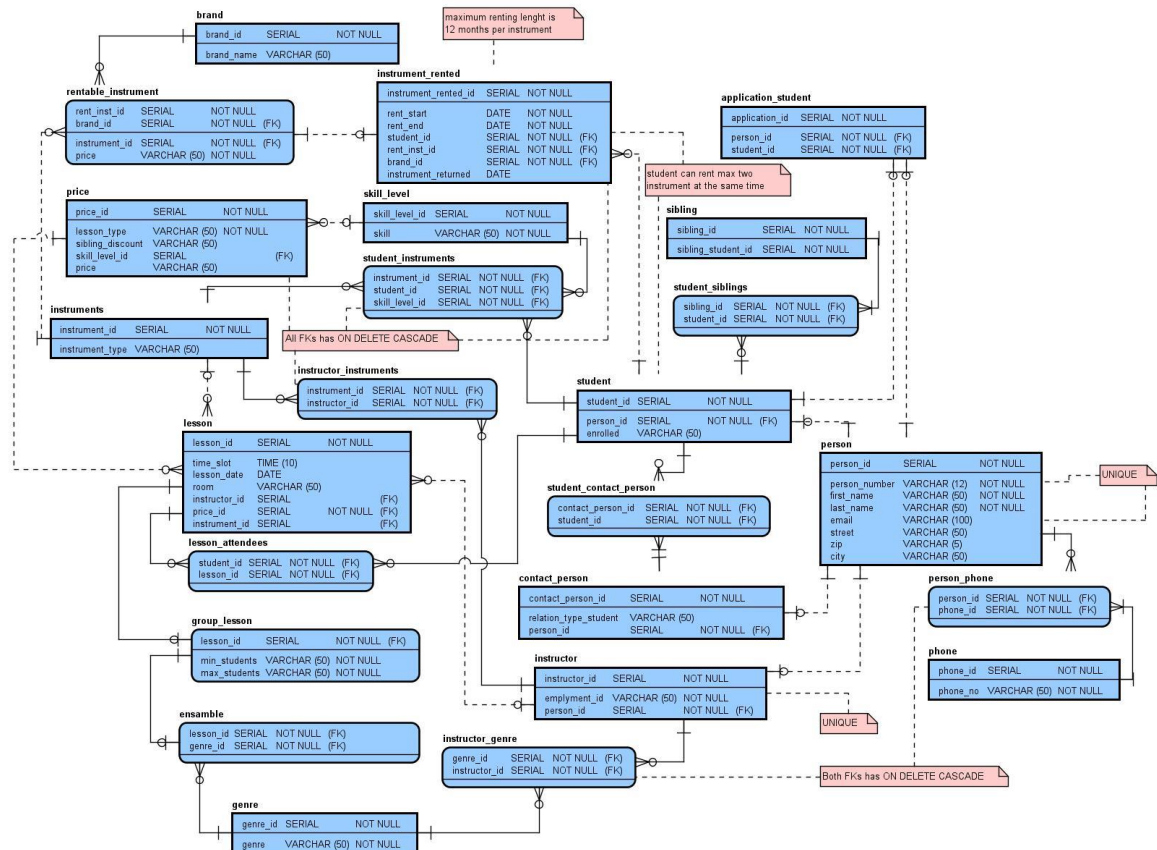 brand
brand_id SERIAL NOT NULL
brand_name VARCHAR (50)
maximum renting lenght is
12 months per instrument
rentable_instrument
rent_inst_id SERIAL NOT NULL
brand_id SERIAL NOT NULL (FK)
instrument_id SERIAL NOT NULL (FK)
price VARCHAR (50) NOT NULL
instrument_rented
instrument_rented_id SERIAL NOT NULL
rent_start DATE NOT NULL
rent_end DATE NOT NULL
student_id SERIAL NOT NULL (FK)
rent_inst_id SERIAL NOT NULL (FK)
brand_id SERIAL NOT NULL (FK)
instrument_returned DATE
application_student
application_id SERIAL NOT NULL
person_id SERIAL NOT NULL (FK)
student_id SERIAL NOT NULL (FK)
student can rent max two
instrument at the same time
price
price_id SERIAL NOT NULL
lesson_type VARCHAR (50) NOT NULL
sibling_discount VARCHAR (50)
skill_level_id SERIAL (FK)
price VARCHAR (50)
skill_level
skill_level_id SERIAL NOT NULL
skill VARCHAR (50) NOT NULL
sibling
sibling_id SERIAL NOT NULL
sibling_student_id SERIAL NOT NULL
student_instruments
instrument_id SERIAL NOT NULL (FK)
student_id SERIAL NOT NULL (FK)
skill_level_id SERIAL NOT NULL (FK)
student_siblings
sibling_id SERIAL NOT NULL (FK)
student_id SERIAL NOT NULL (FK)
instruments
instrument_id SERIAL NOT NULL
instrument_type VARCHAR (50)
All FKs has ON DELETE CASCADE
instructor_instruments
instrument_id SERIAL NOT NULL (FK)
instructor_id SERIAL NOT NULL (FK)
student
student_id SERIAL NOT NULL
person_id SERIAL NOT NULL (FK)
enrolled VARCHAR (50)
lesson
lesson_id SERIAL NOT NULL
time_slot TIME (10)
lesson_date DATE
room VARCHAR (50)
instructor_id SERIAL (FK)
price_id SERIAL NOT NULL (FK)
instrument_id SERIAL (FK)
person
person_id SERIAL NOT NULL
person_number VARCHAR (12) NOT NULL
first_name VARCHAR (50) NOT NULL
last_name VARCHAR (50) NOT NULL
email VARCHAR (100)
street VARCHAR (50)
zip VARCHAR (5)
city VARCHAR (50)
UNIQUE
student_contact_person
contact_person_id SERIAL NOT NULL (FK)
student_id SERIAL NOT NULL (FK)
lesson_attendees
student_id SERIAL NOT NULL (FK)
lesson_id SERIAL NOT NULL (FK)
contact_person
contact_person_id SERIAL NOT NULL
relation_type_student VARCHAR (50)
person_id SERIAL NOT NULL (FK)
person_phone
person_id SERIAL NOT NULL (FK)
phone_id SERIAL NOT NULL (FK)
group_lesson
lesson_id SERIAL NOT NULL (FK)
min_students VARCHAR (50) NOT NULL
max_students VARCHAR (50) NOT NULL
phone
phone_id SERIAL NOT NULL
phone_no VARCHAR (50) NOT NULL
instructor
instructor_id SERIAL NOT NULL
emplyment_id VARCHAR (50) NOT NULL
person_id SERIAL NOT NULL (FK)
UNIQUE
ensamble
lesson_id SERIAL NOT NULL (FK)
genre_id SERIAL NOT NULL (FK)
instructor_genre
genre_id SERIAL NOT NULL (FK)
instructor_id SERIAL NOT NULL (FK)
Both FKs has ON DELETE CASCADE
genre
genre_id SERIAL NOT NULL
genre VARCHAR (50) NOT NULL